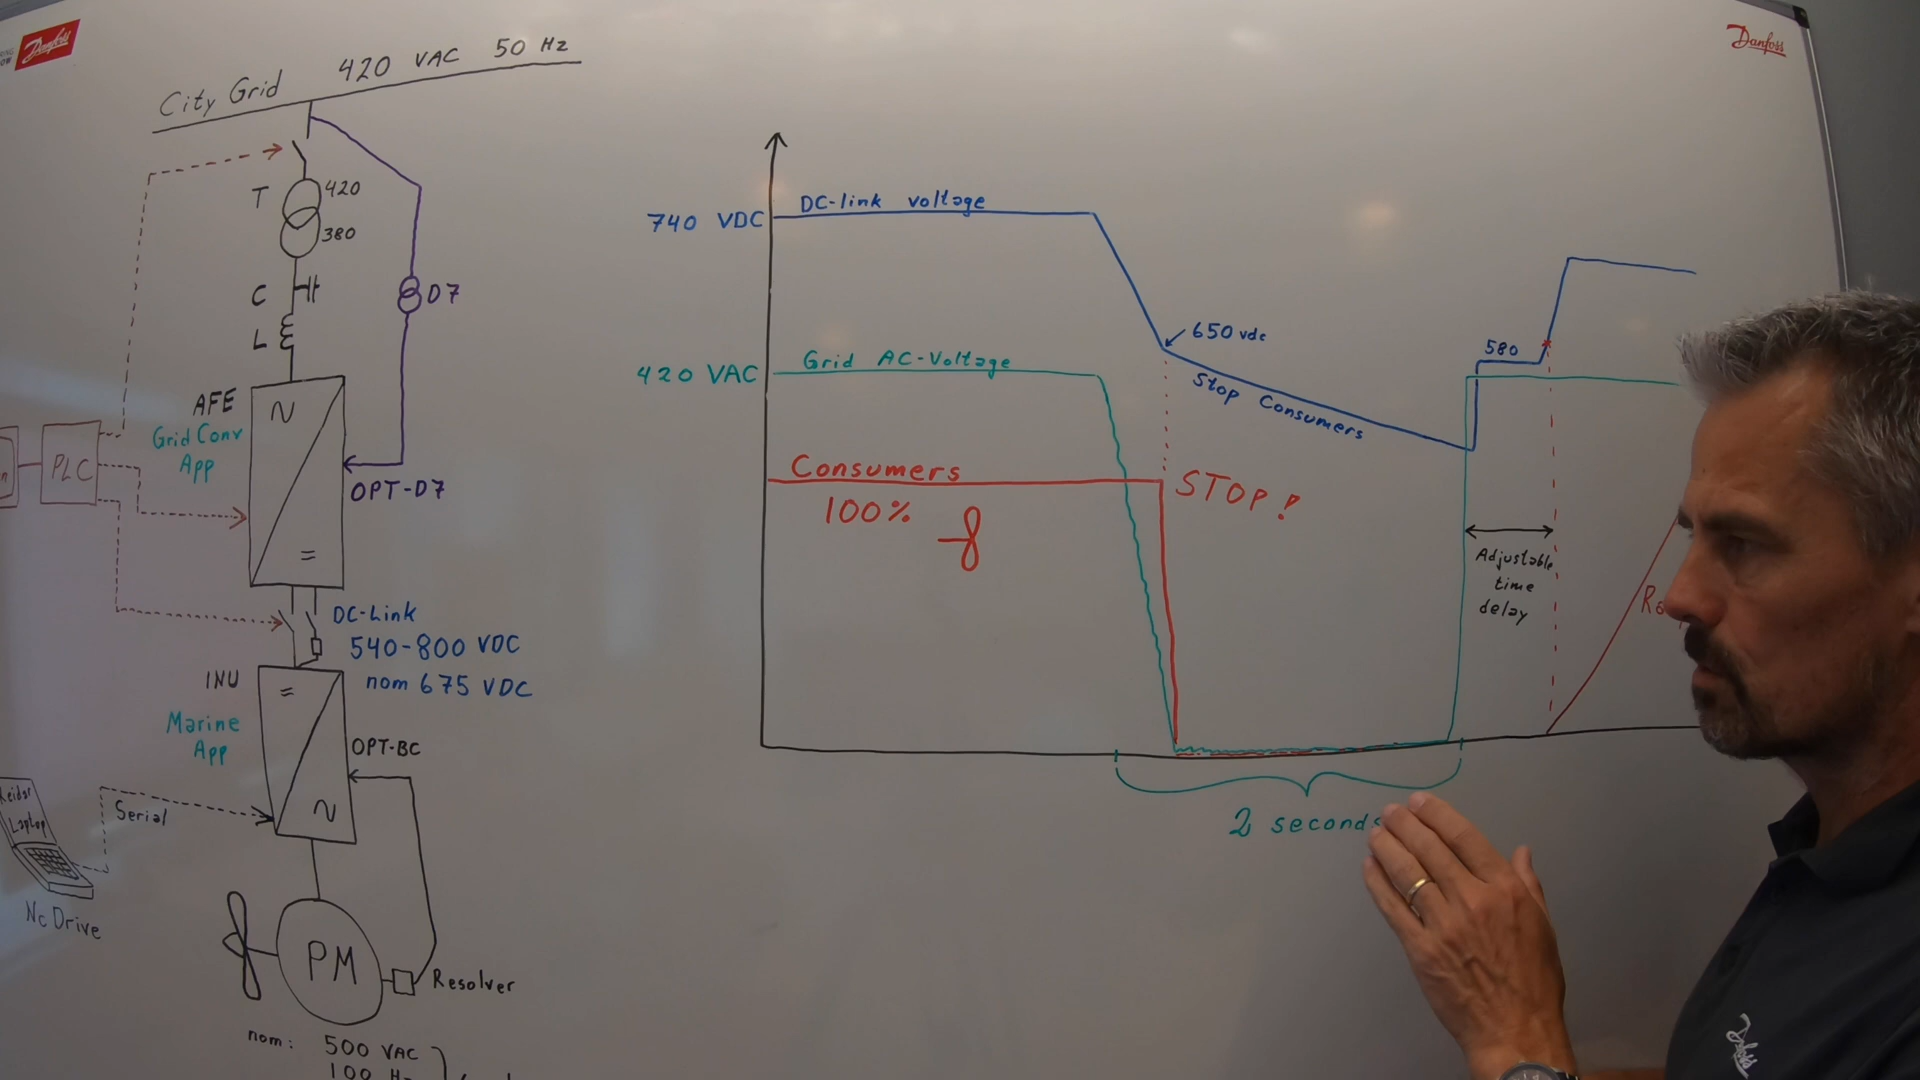 Danfoss
Danfoss
City Grid 420 VAC 50 Hz
T
420
380
C
L
D7
AFE
Grid Conv
App
OPT-D7
PLC
DC-Link
540-800 VDC
nom 675 VDC
INU
Marine
App
OPT-BC
Serial
Reidar
Laptop
Nc Drive
PM
Resolver
nom: 500 VAC
740 VDC
DC-link voltage
650 vdc
Stop Consumers
580
420 VAC
Grid AC-Voltage
Consumers
100%
STOP!
Adjustable
time
delay
2 seconds
Danfoss